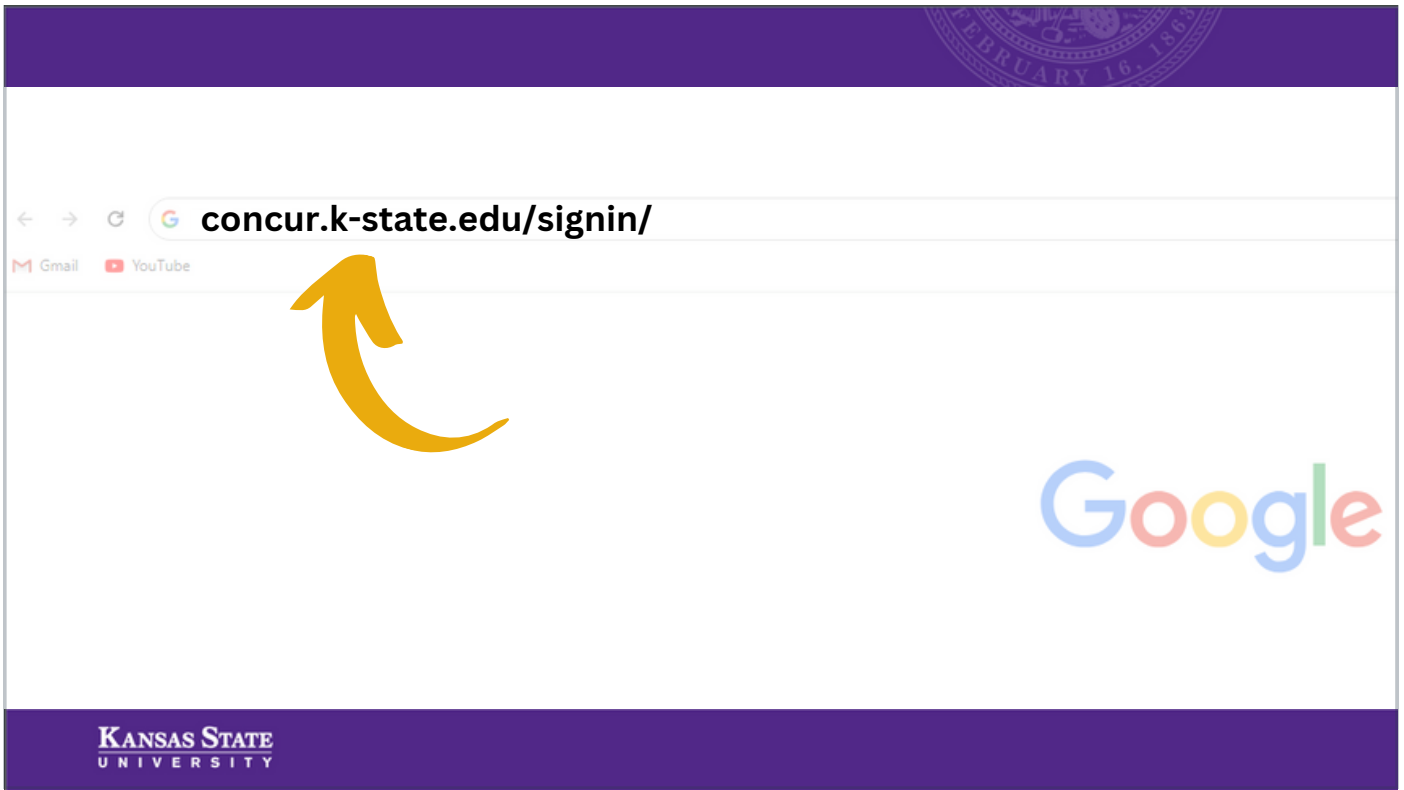 FEBRUARY 16, 1863
concur.k-state.edu/signin/
Gmail YouTube
Google
KANSAS STATE
UNIVERSITY